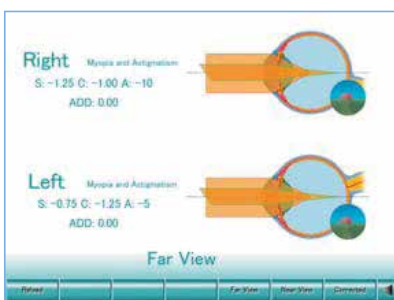 Right Myopia and Astigmatism
S: -1.25 C: -1.00 A: -10
ADD: 0.00
Left Myopia and Astigmatism
S: -0.75 C: -1.25 A: -5
ADD: 0.00
Far View
Reload Far View Near View Corrected